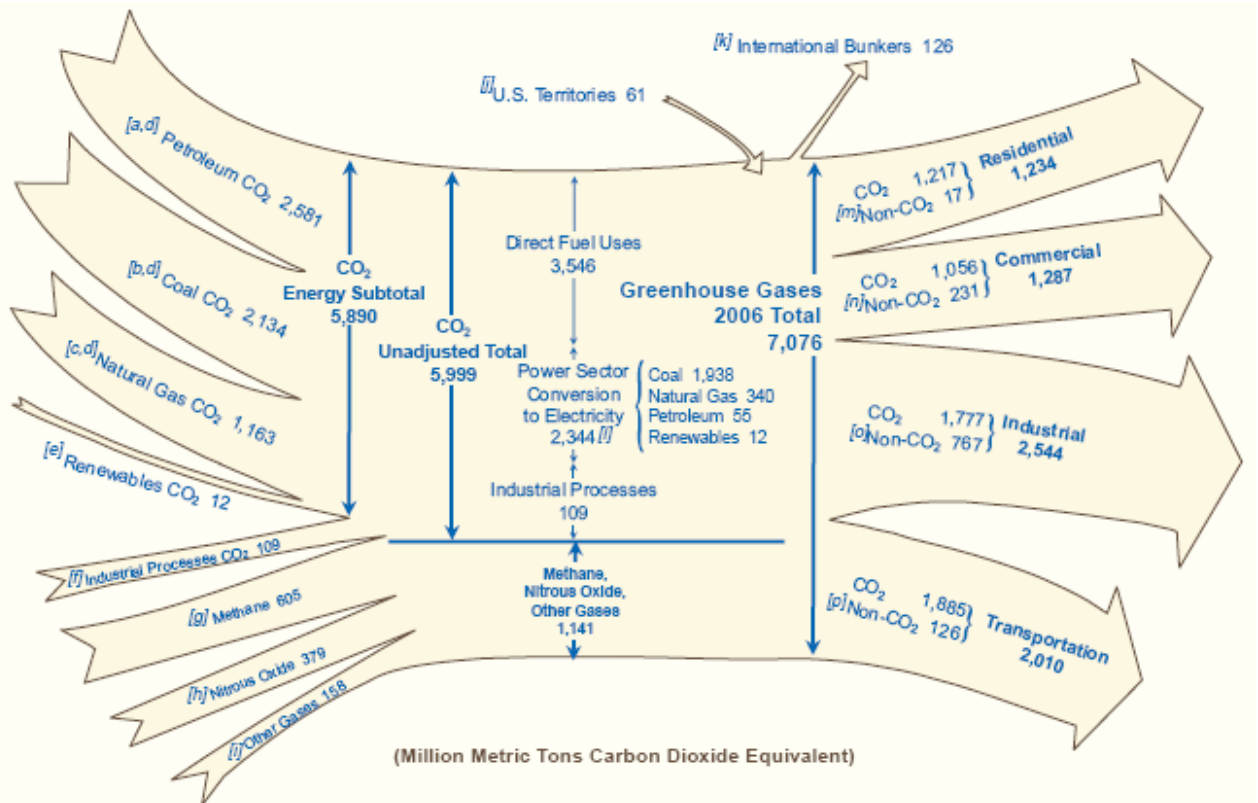 [k] International Bunkers 126
[j] U.S. Territories 61
[a,d] Petroleum CO₂ 2,581
[b,d] Coal CO₂ 2,134
[c,d] Natural Gas CO₂ 1,163
[e] Renewables CO₂ 12
[f] Industrial Processes CO₂ 109
[g] Methane 605
[h] Nitrous Oxide 379
[i] Other Gases 158
CO₂
Energy Subtotal
5,890
CO₂
Unadjusted Total
5,999
Direct Fuel Uses
3,546
Power Sector
Conversion
to Electricity
2,344 [l]
Coal 1,938
Natural Gas 340
Petroleum 55
Renewables 12
Industrial Processes
109
Methane,
Nitrous Oxide,
Other Gases
1,141
Greenhouse Gases
2006 Total
7,076
CO₂ 1,217
[m] Non-CO₂ 17
Residential
1,234
CO₂ 1,056
[n] Non-CO₂ 231
Commercial
1,287
CO₂ 1,777
[o] Non-CO₂ 767
Industrial
2,544
CO₂ 1,885
[p] Non-CO₂ 126
Transportation
2,010
(Million Metric Tons Carbon Dioxide Equivalent)